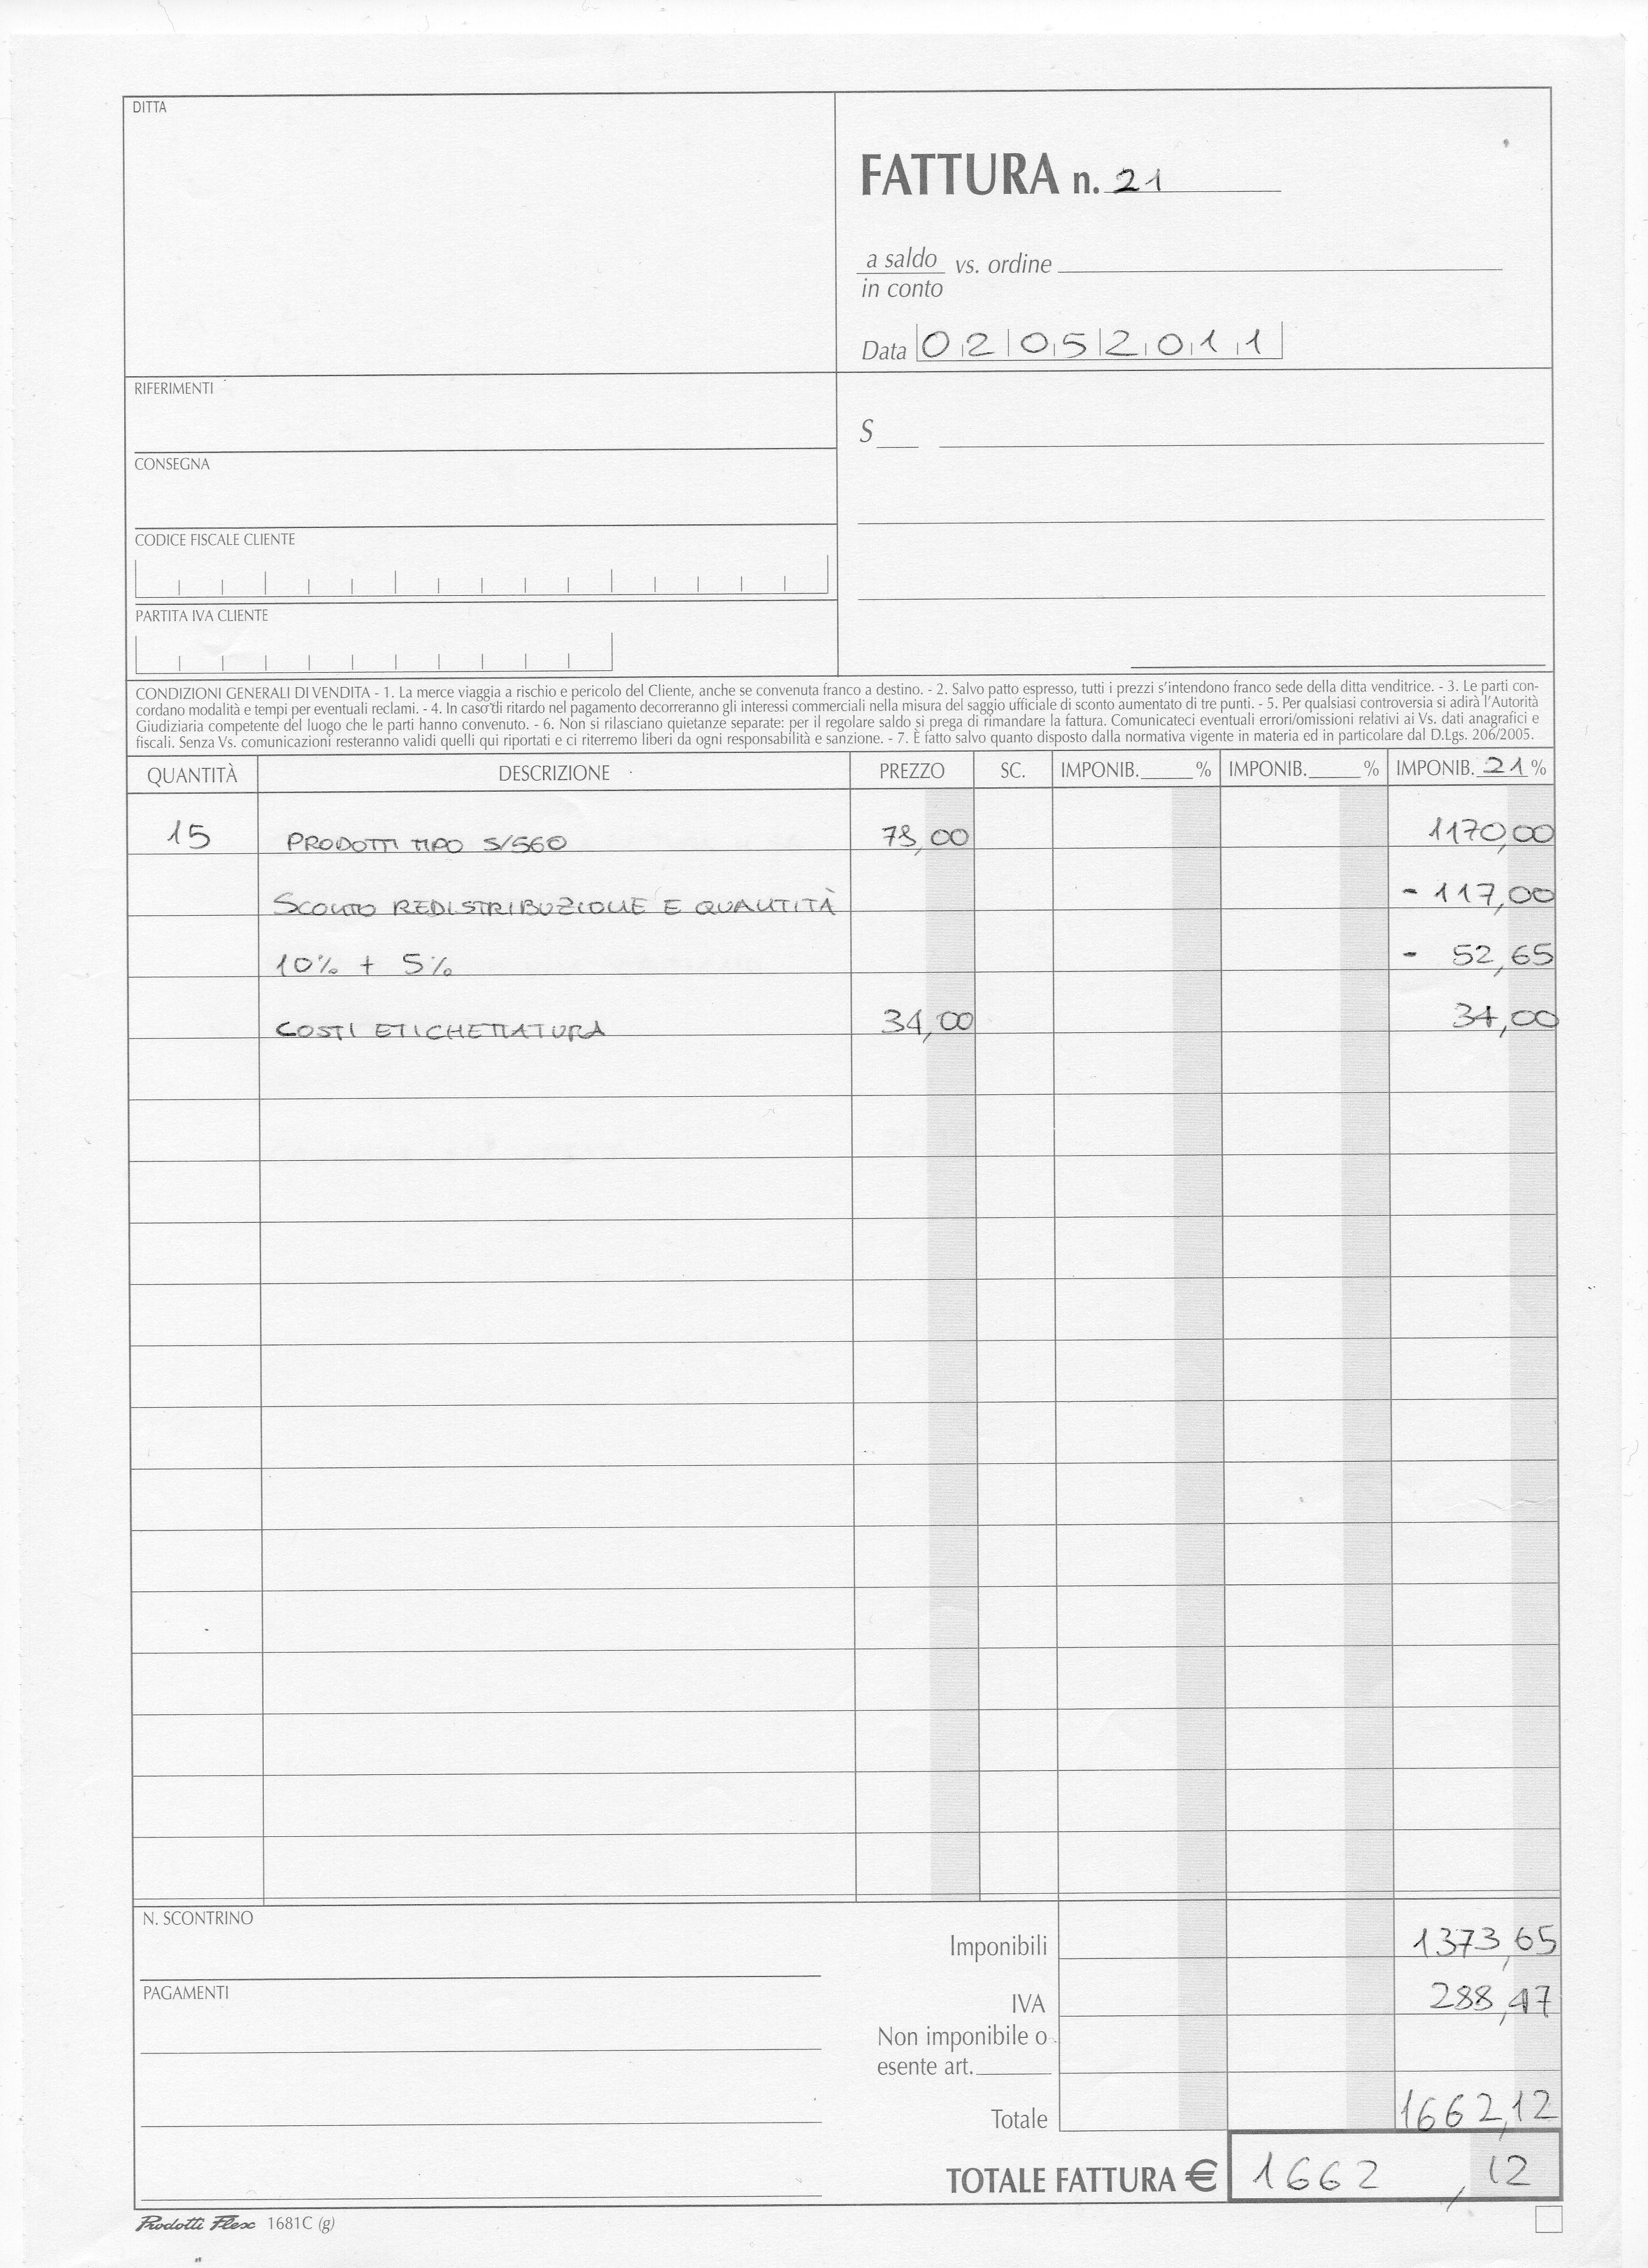 DITTA
FATTURA n. 21
a saldo vs. ordine
in conto
Data 02052011
RIFERIMENTI
S
CONSEGNA
CODICE FISCALE CLIENTE
PARTITA IVA CLIENTE
CONDIZIONI GENERALI DI VENDITA - 1. La merce viaggia a rischio e pericolo del Cliente, anche se convenuta franco a destino. - 2. Salvo patto espresso, tutti i prezzi s'intendono franco sede della ditta venditrice. - 3. Le parti con-
cordano modalità e tempi per eventuali reclami. - 4. In caso di ritardo nel pagamento decorreranno gli interessi commerciali nella misura del saggio ufficiale di sconto aumentato di tre punti. - 5. Per qualsiasi controversia si adirà l'Autorità
Giudiziaria competente del luogo che le parti hanno convenuto. - 6. Non si rilasciano quietanze separate: per il regolare saldo si prega di rimandare la fattura. Comunicateci eventuali errori/omissioni relativi ai Vs. dati anagrafici e
fiscali. Senza Vs. comunicazioni resteranno validi quelli qui riportati e ci riterremo liberi da ogni responsabilità e sanzione. - 7. È fatto salvo quanto disposto dalla normativa vigente in materia ed in particolare dal D.Lgs. 206/2005.
QUANTITÀ DESCRIZIONE PREZZO SC. IMPONIB. % IMPONIB. % IMPONIB. 21 %
15 PRODOTTI TIPO S/560 78,00 1170,00
SCONTO REDISTRIBUZIONE E QUANTITÀ - 117,00
10% + 5% - 52,65
COSTI ETICHETTATURA 34,00 34,00
N. SCONTRINO
Imponibili 1373,65
PAGAMENTI
IVA 288,47
Non imponibile o
esente art.
Totale 1662,12
TOTALE FATTURA € 1662,12
Prodotti Flex 1681C (g)